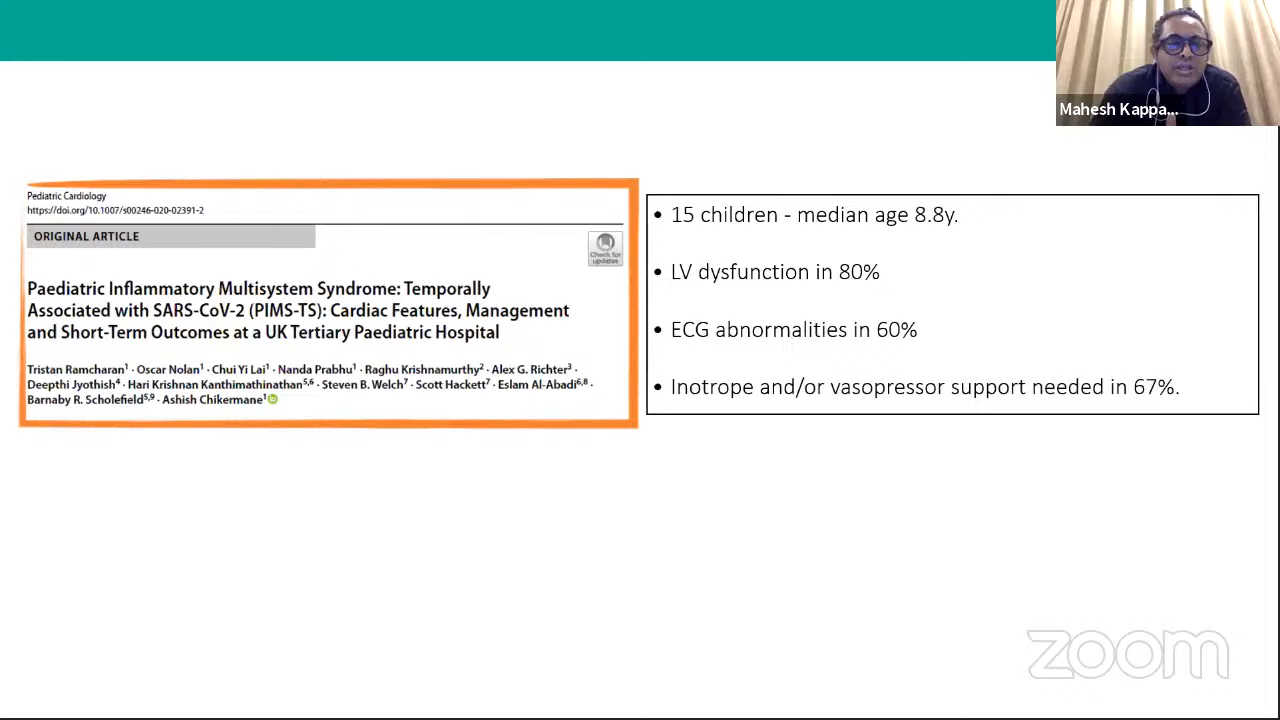 Mahesh Kappa...
Pediatric Cardiology
https://doi.org/10.1007/s00246-020-02391-2
ORIGINAL ARTICLE
Check for
updates
Paediatric Inflammatory Multisystem Syndrome: Temporally
Associated with SARS-CoV-2 (PIMS-TS): Cardiac Features, Management
and Short-Term Outcomes at a UK Tertiary Paediatric Hospital
Tristan Ramcharan¹ · Oscar Nolan¹ · Chui Yi Lai¹ · Nanda Prabhu¹ · Raghu Krishnamurthy² · Alex G. Richter³ ·
Deepthi Jyothish⁴ · Hari Krishnan Kanthimathinathan⁵,⁶ · Steven B. Welch⁷ · Scott Hackett⁷ · Eslam Al-Abadi⁶,⁸ ·
Barnaby R. Scholefield⁵,⁹ · Ashish Chikermane¹ iD
• 15 children - median age 8.8y.
• LV dysfunction in 80%
• ECG abnormalities in 60%
• Inotrope and/or vasopressor support needed in 67%.
zoom